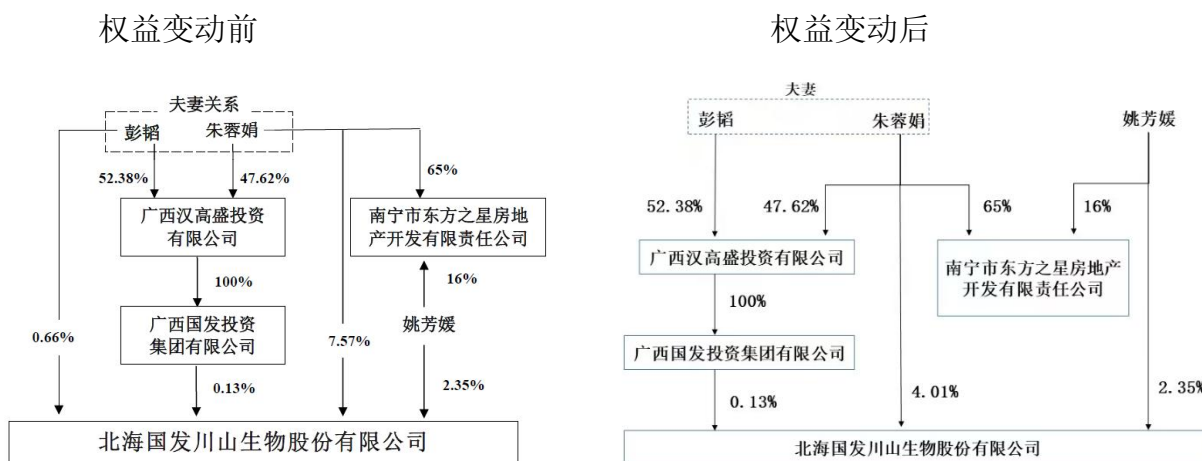 权益变动前
夫妻关系
彭韬
朱蓉娟
52.38%
47.62%
65%
广西汉高盛投资
有限公司
南宁市东方之星房地
产开发有限责任公司
100%
16%
广西国发投资
集团有限公司
姚芳媛
0.66%
7.57%
0.13%
2.35%
北海国发川山生物股份有限公司
权益变动后
夫妻
彭韬
朱蓉娟
姚芳媛
52.38%
47.62%
65%
16%
广西汉高盛投资有限公司
南宁市东方之星房地产
开发有限责任公司
100%
广西国发投资集团有限公司
0.13%
4.01%
2.35%
北海国发川山生物股份有限公司